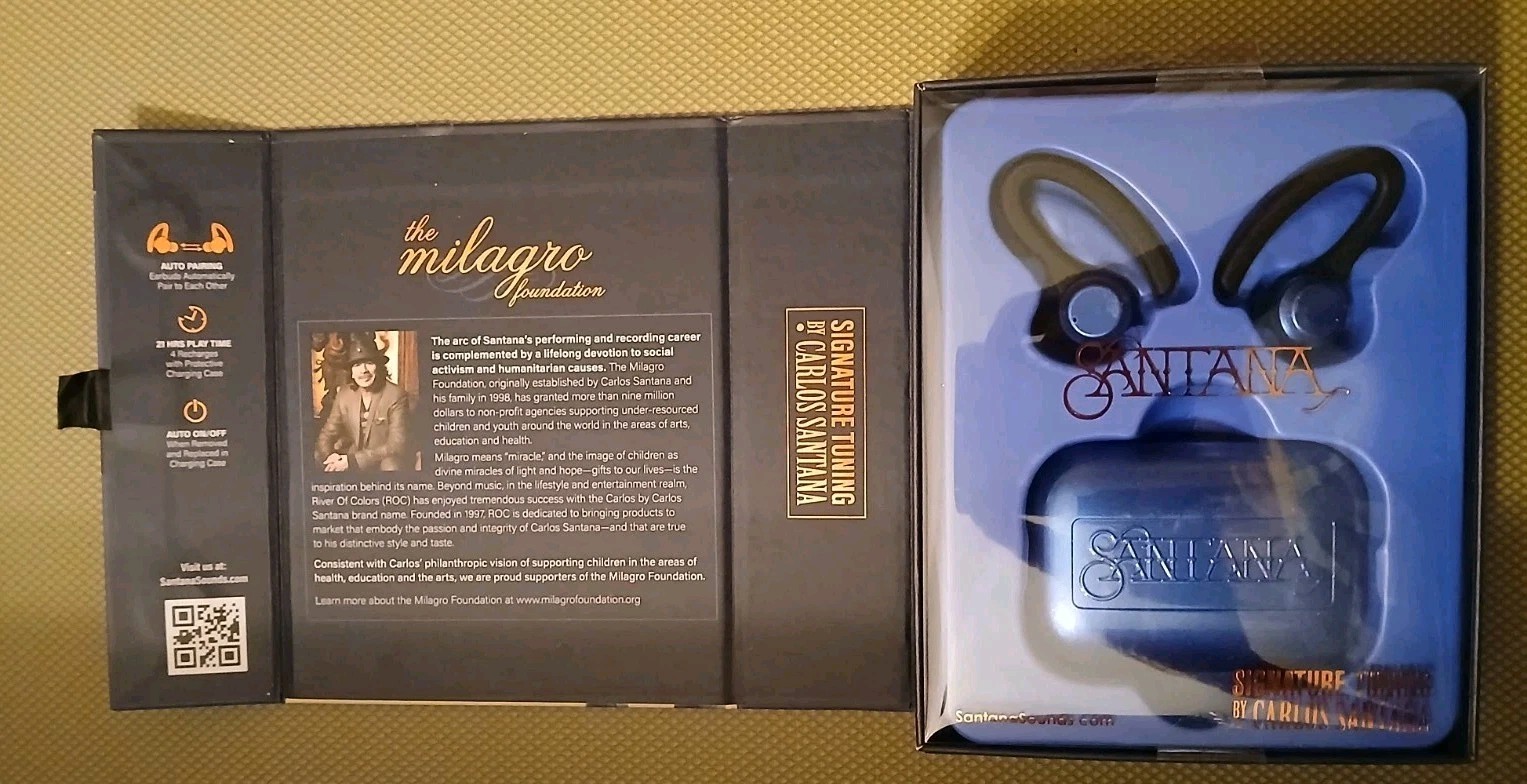 AUTO PAIRING
Earbuds Automatically
Pair to Each Other
21 HRS PLAY TIME
4 Recharges
with Protective
Charging Case
AUTO ON/OFF
When Removed
and Replaced in
Charging Case
Visit us at:
SantanaSounds.com
the
milagro
foundation
The arc of Santana's performing and recording career
is complemented by a lifelong devotion to social
activism and humanitarian causes. The Milagro
Foundation, originally established by Carlos Santana and
his family in 1998, has granted more than nine million
dollars to non-profit agencies supporting under-resourced
children and youth around the world in the areas of arts,
education and health.
Milagro means "miracle," and the image of children as
divine miracles of light and hope—gifts to our lives—is the
inspiration behind its name. Beyond music, in the lifestyle and entertainment realm,
River Of Colors (ROC) has enjoyed tremendous success with the Carlos by Carlos
Santana brand name. Founded in 1997, ROC is dedicated to bringing products to
market that embody the passion and integrity of Carlos Santana—and that are true
to his distinctive style and taste.
Consistent with Carlos' philanthropic vision of supporting children in the areas of
health, education and the arts, we are proud supporters of the Milagro Foundation.
Learn more about the Milagro Foundation at www.milagrofoundation.org
SIGNATURE TUNING
BY CARLOS SANTANA
SANTANA
SANTANA
SantanaSounds.com
SIGNATURE TUNING
BY CARLOS SANTANA